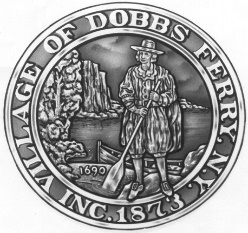 VILLAGE OF DOBBS FERRY, N.Y.
INC. 1873.
1690